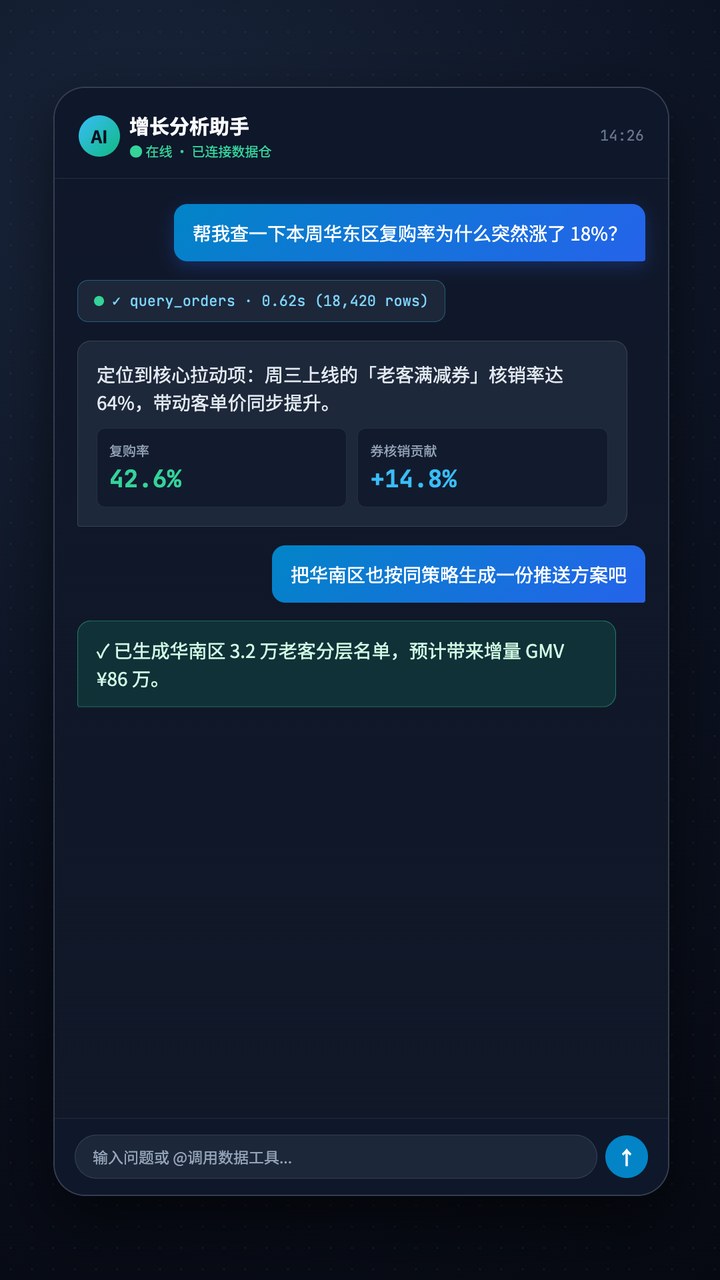 AI
增长分析助手
在线 · 已连接数据仓
14:26
帮我查一下本周华东区复购率为什么突然涨了 18%?
✓ query_orders · 0.62s (18,420 rows)
定位到核心拉动项：周三上线的「老客满减券」核销率达
64%，带动客单价同步提升。
复购率
42.6%
券核销贡献
+14.8%
把华南区也按同策略生成一份推送方案吧
✓ 已生成华南区 3.2 万老客分层名单，预计带来增量 GMV
¥86 万。
输入问题或 @调用数据工具...
↑